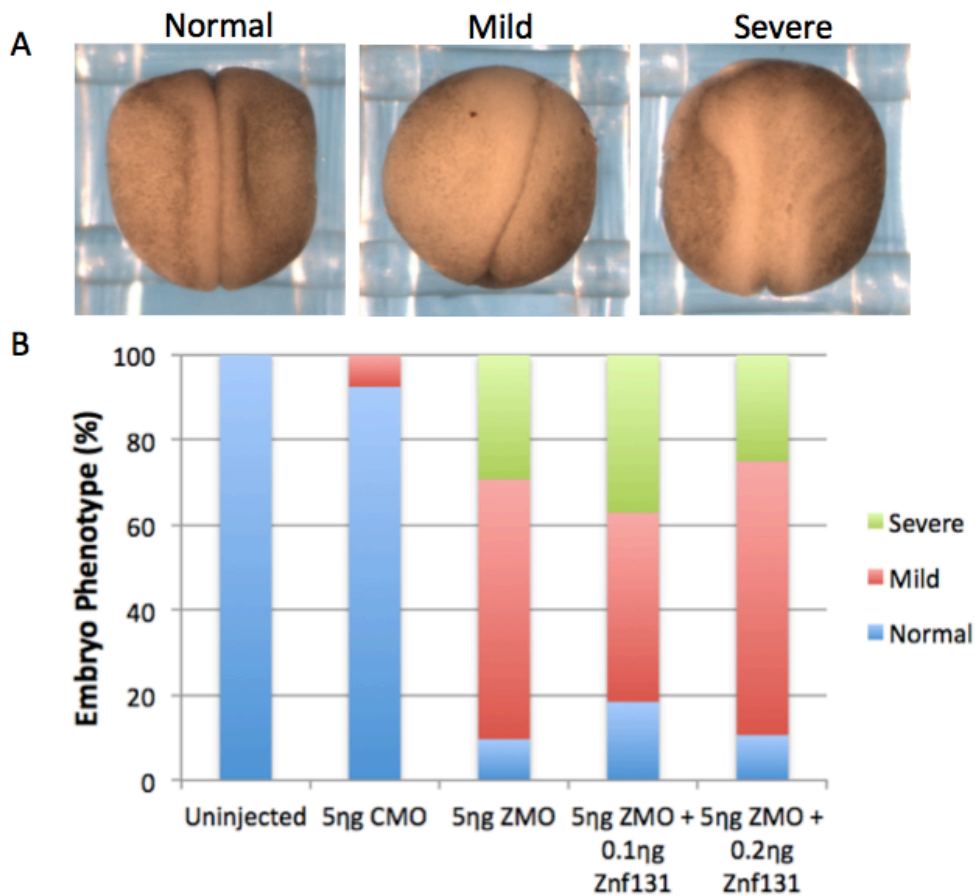 A
Normal Mild Severe
B
Embryo Phenotype (%)
100
80
60
40
20
0
Severe
Mild
Normal
Uninjected 5ηg CMO 5ηg ZMO 5ηg ZMO + 5ηg ZMO +
0.1ηg 0.2ηg
Znf131 Znf131